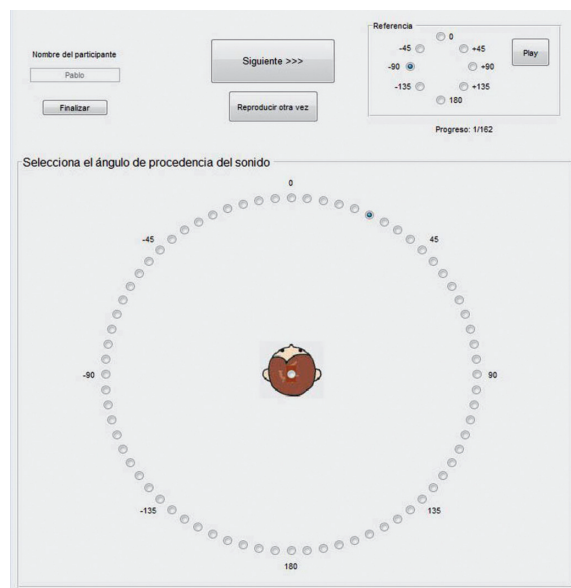 Nombre del participante
Pablo
Finalizar
Siguiente >>>
Reproducir otra vez
Referencia
0
-45
+45
-90
+90
-135
+135
180
Play
Progreso: 1/162
Selecciona el ángulo de procedencia del sonido
0
-45
45
-90
90
-135
135
180